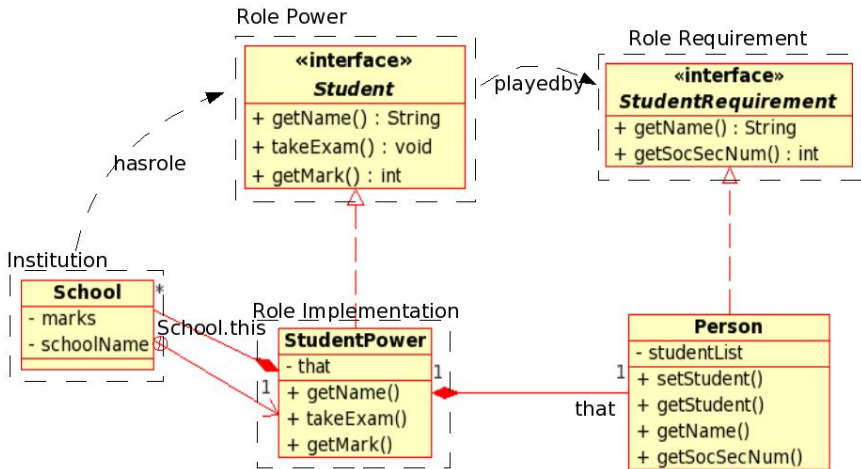 Role Power
«interface»
Student
+ getName() : String
+ takeExam() : void
+ getMark() : int
playedby
Role Requirement
«interface»
StudentRequirement
+ getName() : String
+ getSocSecNum() : int
hasrole
Institution
School
- marks
- schoolName
*
School.this
1
Role Implementation
StudentPower
- that
+ getName()
+ takeExam()
+ getMark()
1
1
that
Person
- studentList
+ setStudent()
+ getStudent()
+ getName()
+ getSocSecNum()